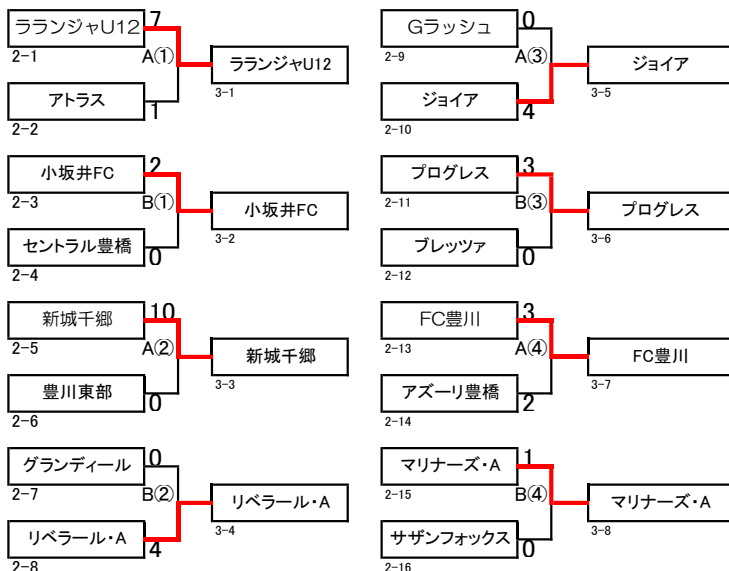 ラランジャU12
7
2-1
A①
ラランジャU12
3-1
アトラス
1
2-2
小坂井FC
2
2-3
B①
小坂井FC
3-2
セントラル豊橋
0
2-4
新城千郷
10
2-5
A②
新城千郷
3-3
豊川東部
0
2-6
グランディール
0
2-7
B②
リベラール・A
3-4
リベラール・A
4
2-8
Gラッシュ
0
2-9
A③
ジョイア
3-5
ジョイア
4
2-10
プログレス
3
2-11
B③
プログレス
3-6
ブレッツァ
0
2-12
FC豊川
3
2-13
A④
FC豊川
3-7
アズーリ豊橋
2
2-14
マリナーズ・A
1
2-15
B④
マリナーズ・A
3-8
サザンフォックス
0
2-16